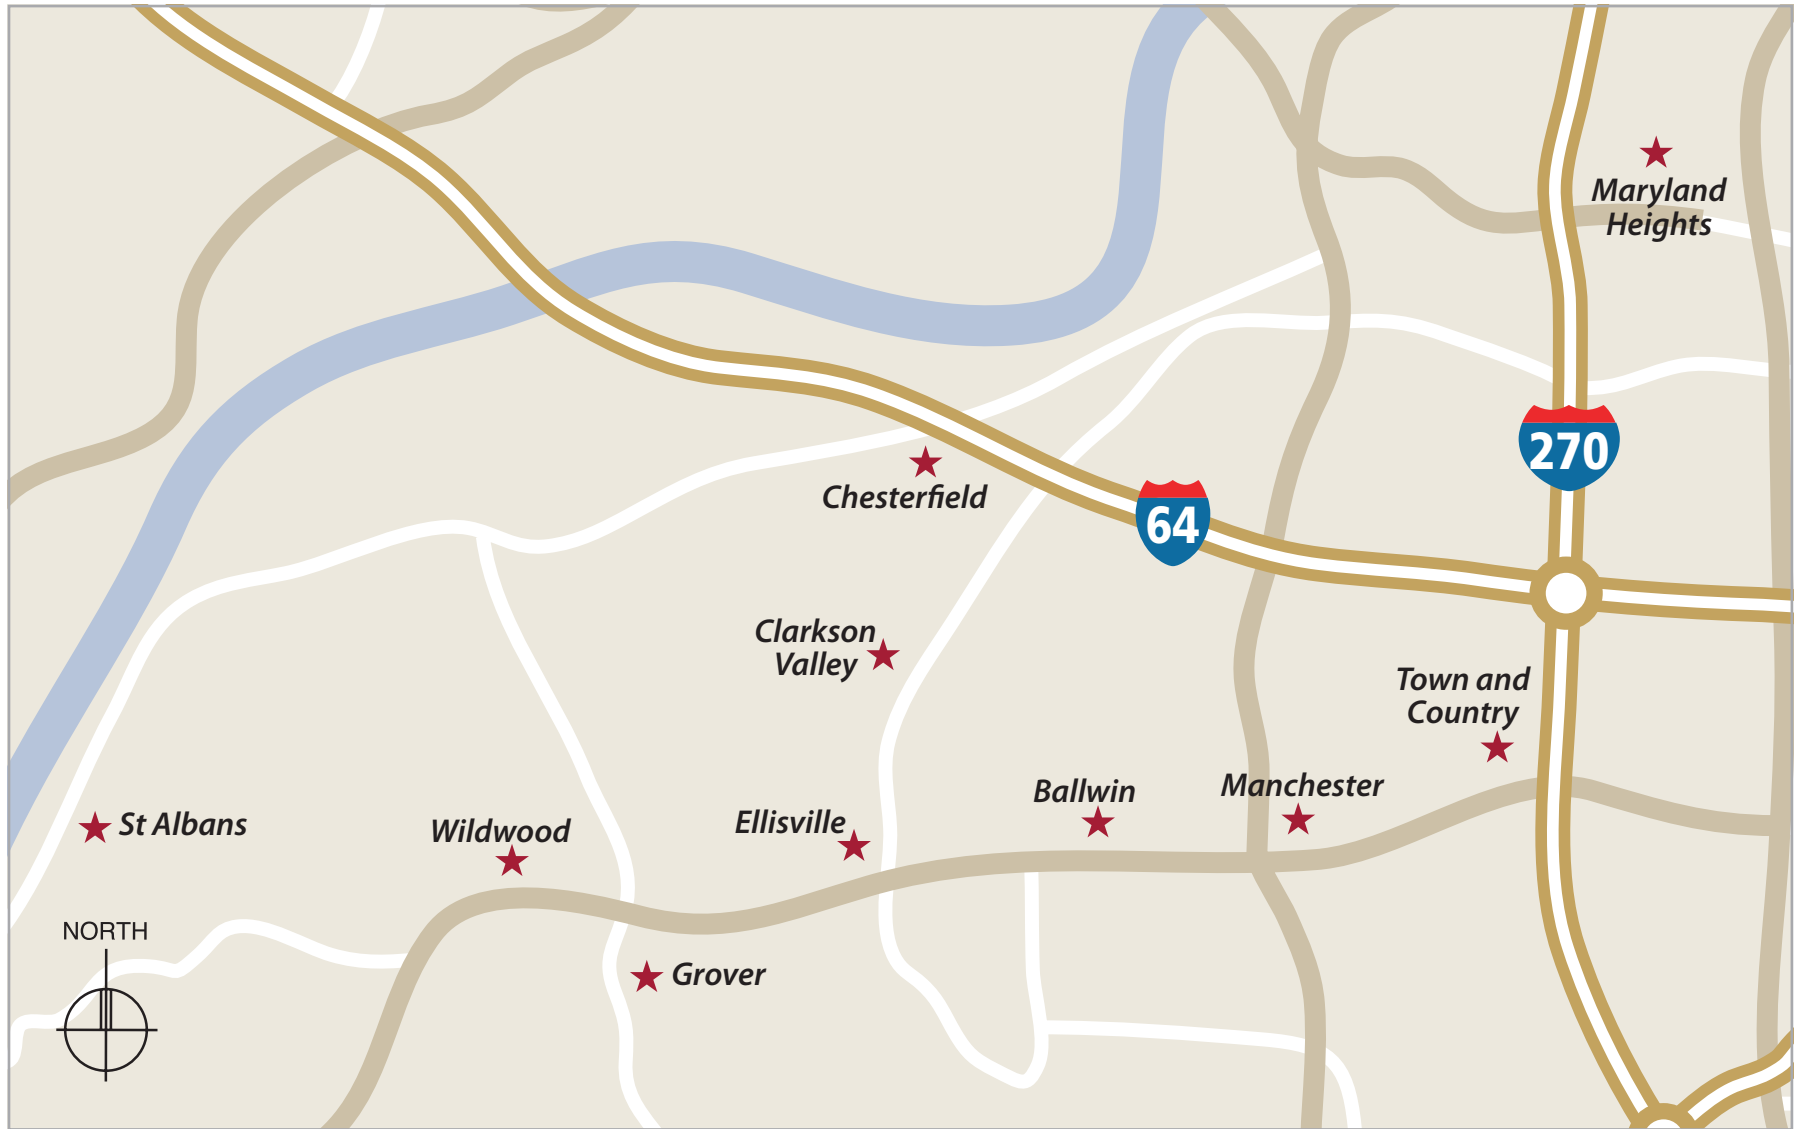 Maryland
Heights
270
Chesterfield
64
Clarkson
Valley
Town and
Country
Ballwin
Manchester
St Albans
Wildwood
Ellisville
NORTH
Grover